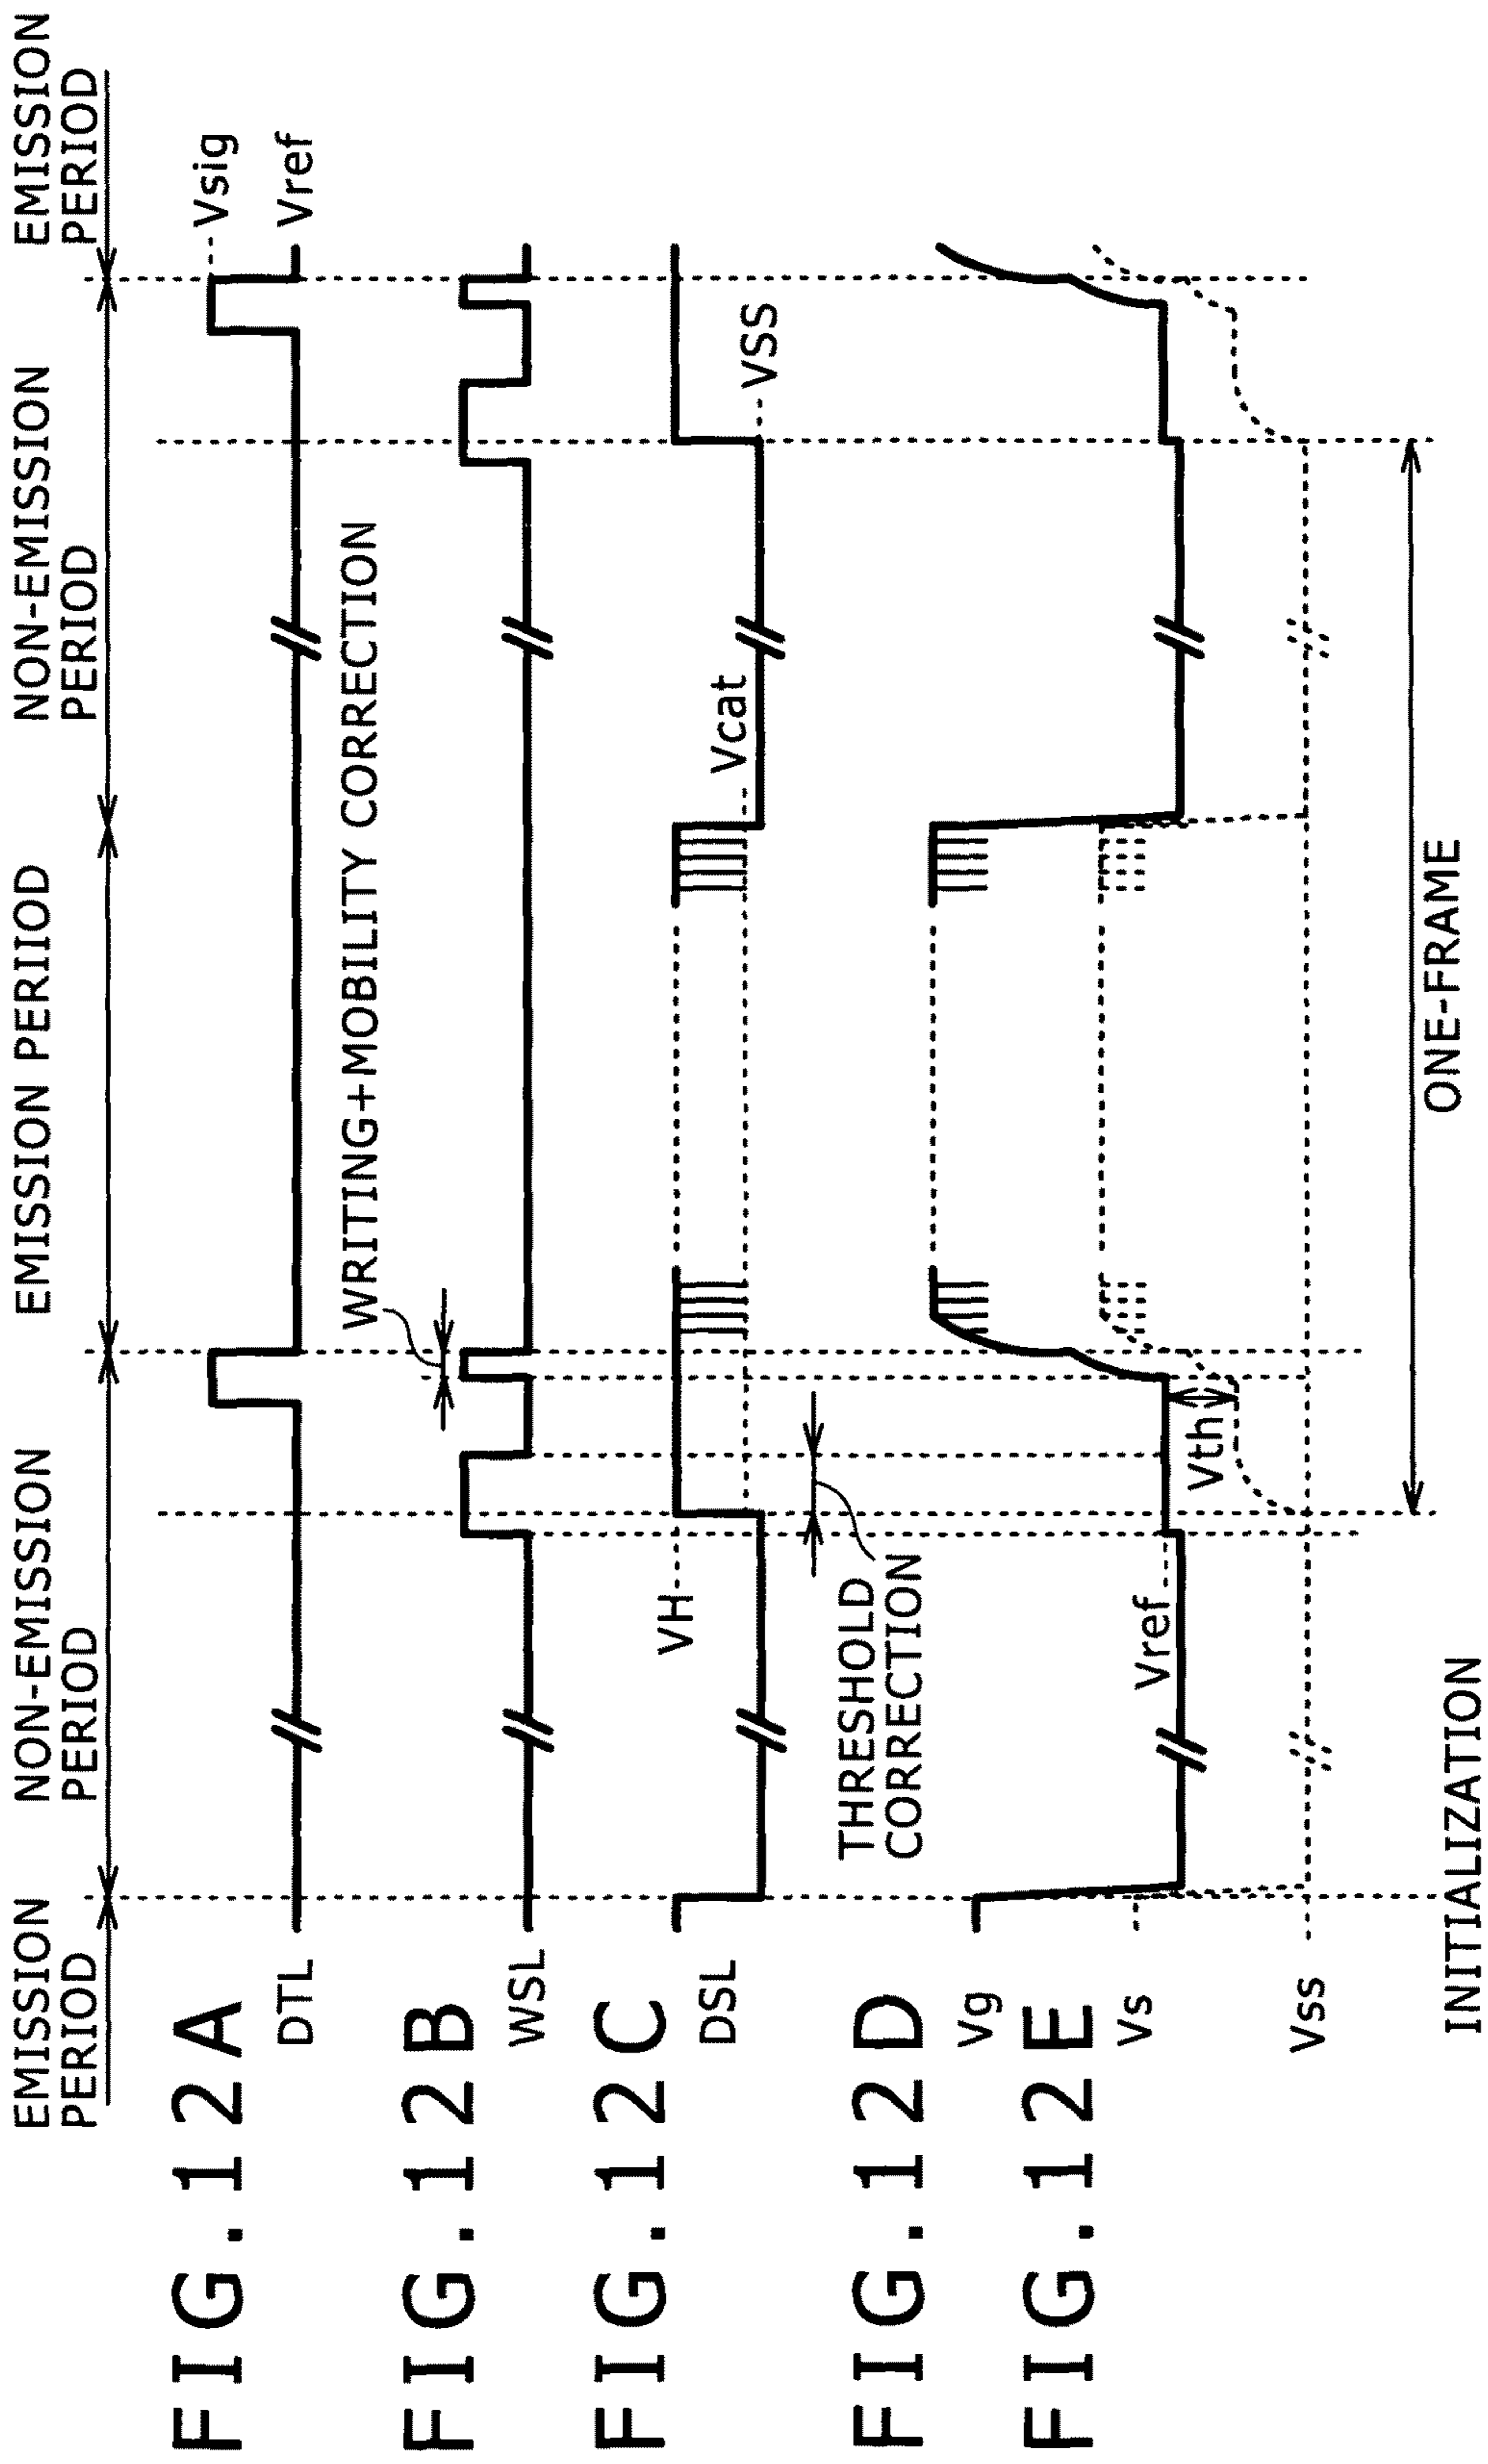 EMISSION
PERIOD
NON-EMISSION
PERIOD
EMISSION PERIIOD
NON-EMISSION
PERIOD
EMISSION
PERIOD
FIG.12A
DTL
Vsig
Vref
WRITING+MOBILITY CORRECTION
FIG.12B
WSL
FIG.12C
DSL
VH
Vcat
VSS
THRESHOLD
CORRECTION
FIG.12D
Vg
Vref
Vth
FIG.12E
Vs
Vss
ONE-FRAME
INITIALIZATION